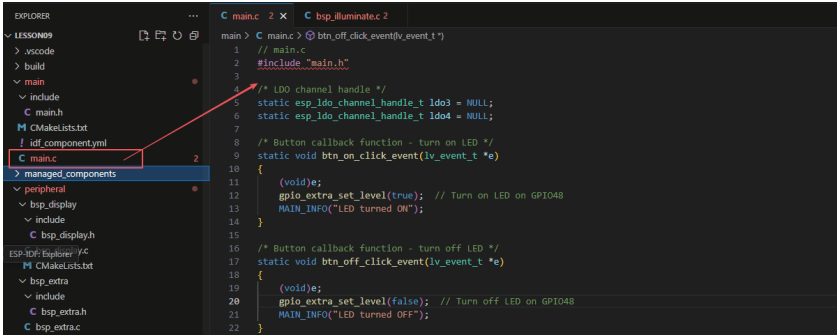 EXPLORER
LESSON09
.vscode
build
main
include
C main.h
M CMakeLists.txt
! idf_component.yml
C main.c 2
managed_components
peripheral
bsp_display
include
C bsp_display.h
ESP-IDF: Explorer
M CMakeLists.txt
bsp_extra
include
C bsp_extra.h
C bsp_extra.c
C main.c 2 X
C bsp_illuminate.c 2
main > C main.c > btn_off_click_event(lv_event_t *)
1 // main.c
2 #include "main.h"
3
4 /* LDO channel handle */
5 static esp_ldo_channel_handle_t ldo3 = NULL;
6 static esp_ldo_channel_handle_t ldo4 = NULL;
7
8 /* Button callback function - turn on LED */
9 static void btn_on_click_event(lv_event_t *e)
10 {
11 (void)e;
12 gpio_extra_set_level(true); // Turn on LED on GPIO48
13 MAIN_INFO("LED turned ON");
14 }
15
16 /* Button callback function - turn off LED */
17 static void btn_off_click_event(lv_event_t *e)
18 {
19 (void)e;
20 gpio_extra_set_level(false); // Turn off LED on GPIO48
21 MAIN_INFO("LED turned OFF");
22 }